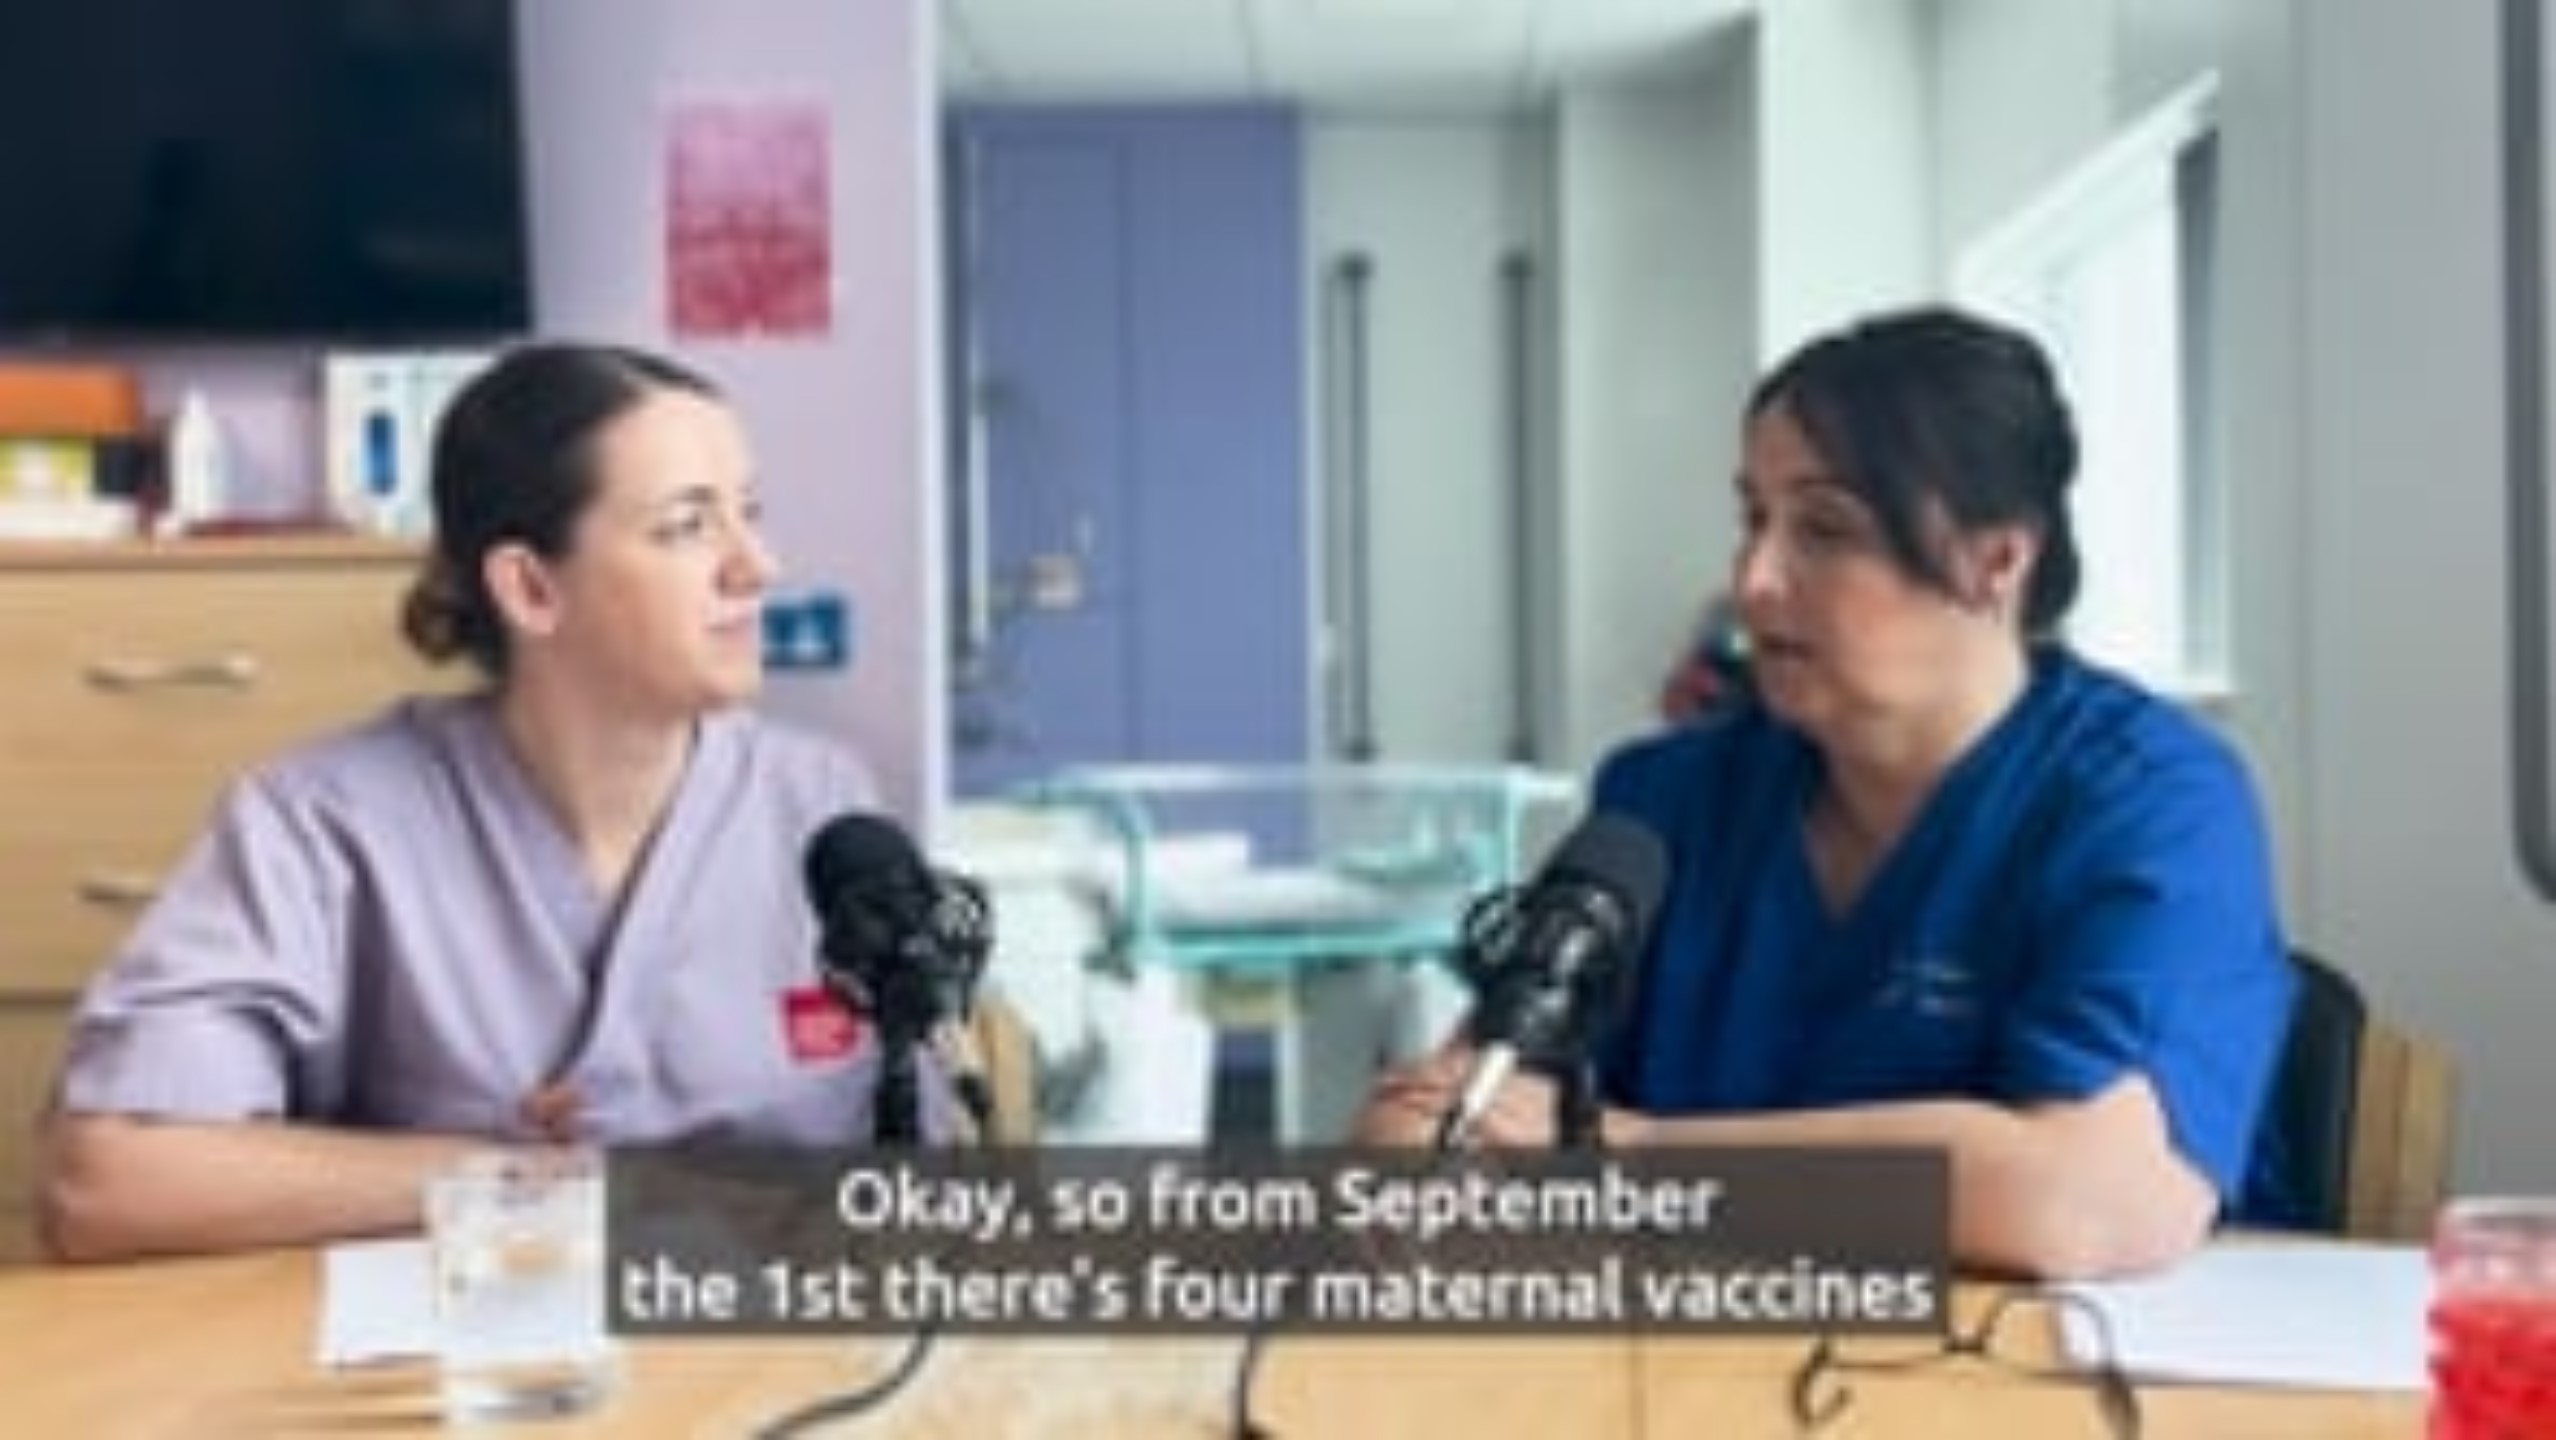 Okay, so from September
the 1st there's four maternal vaccines